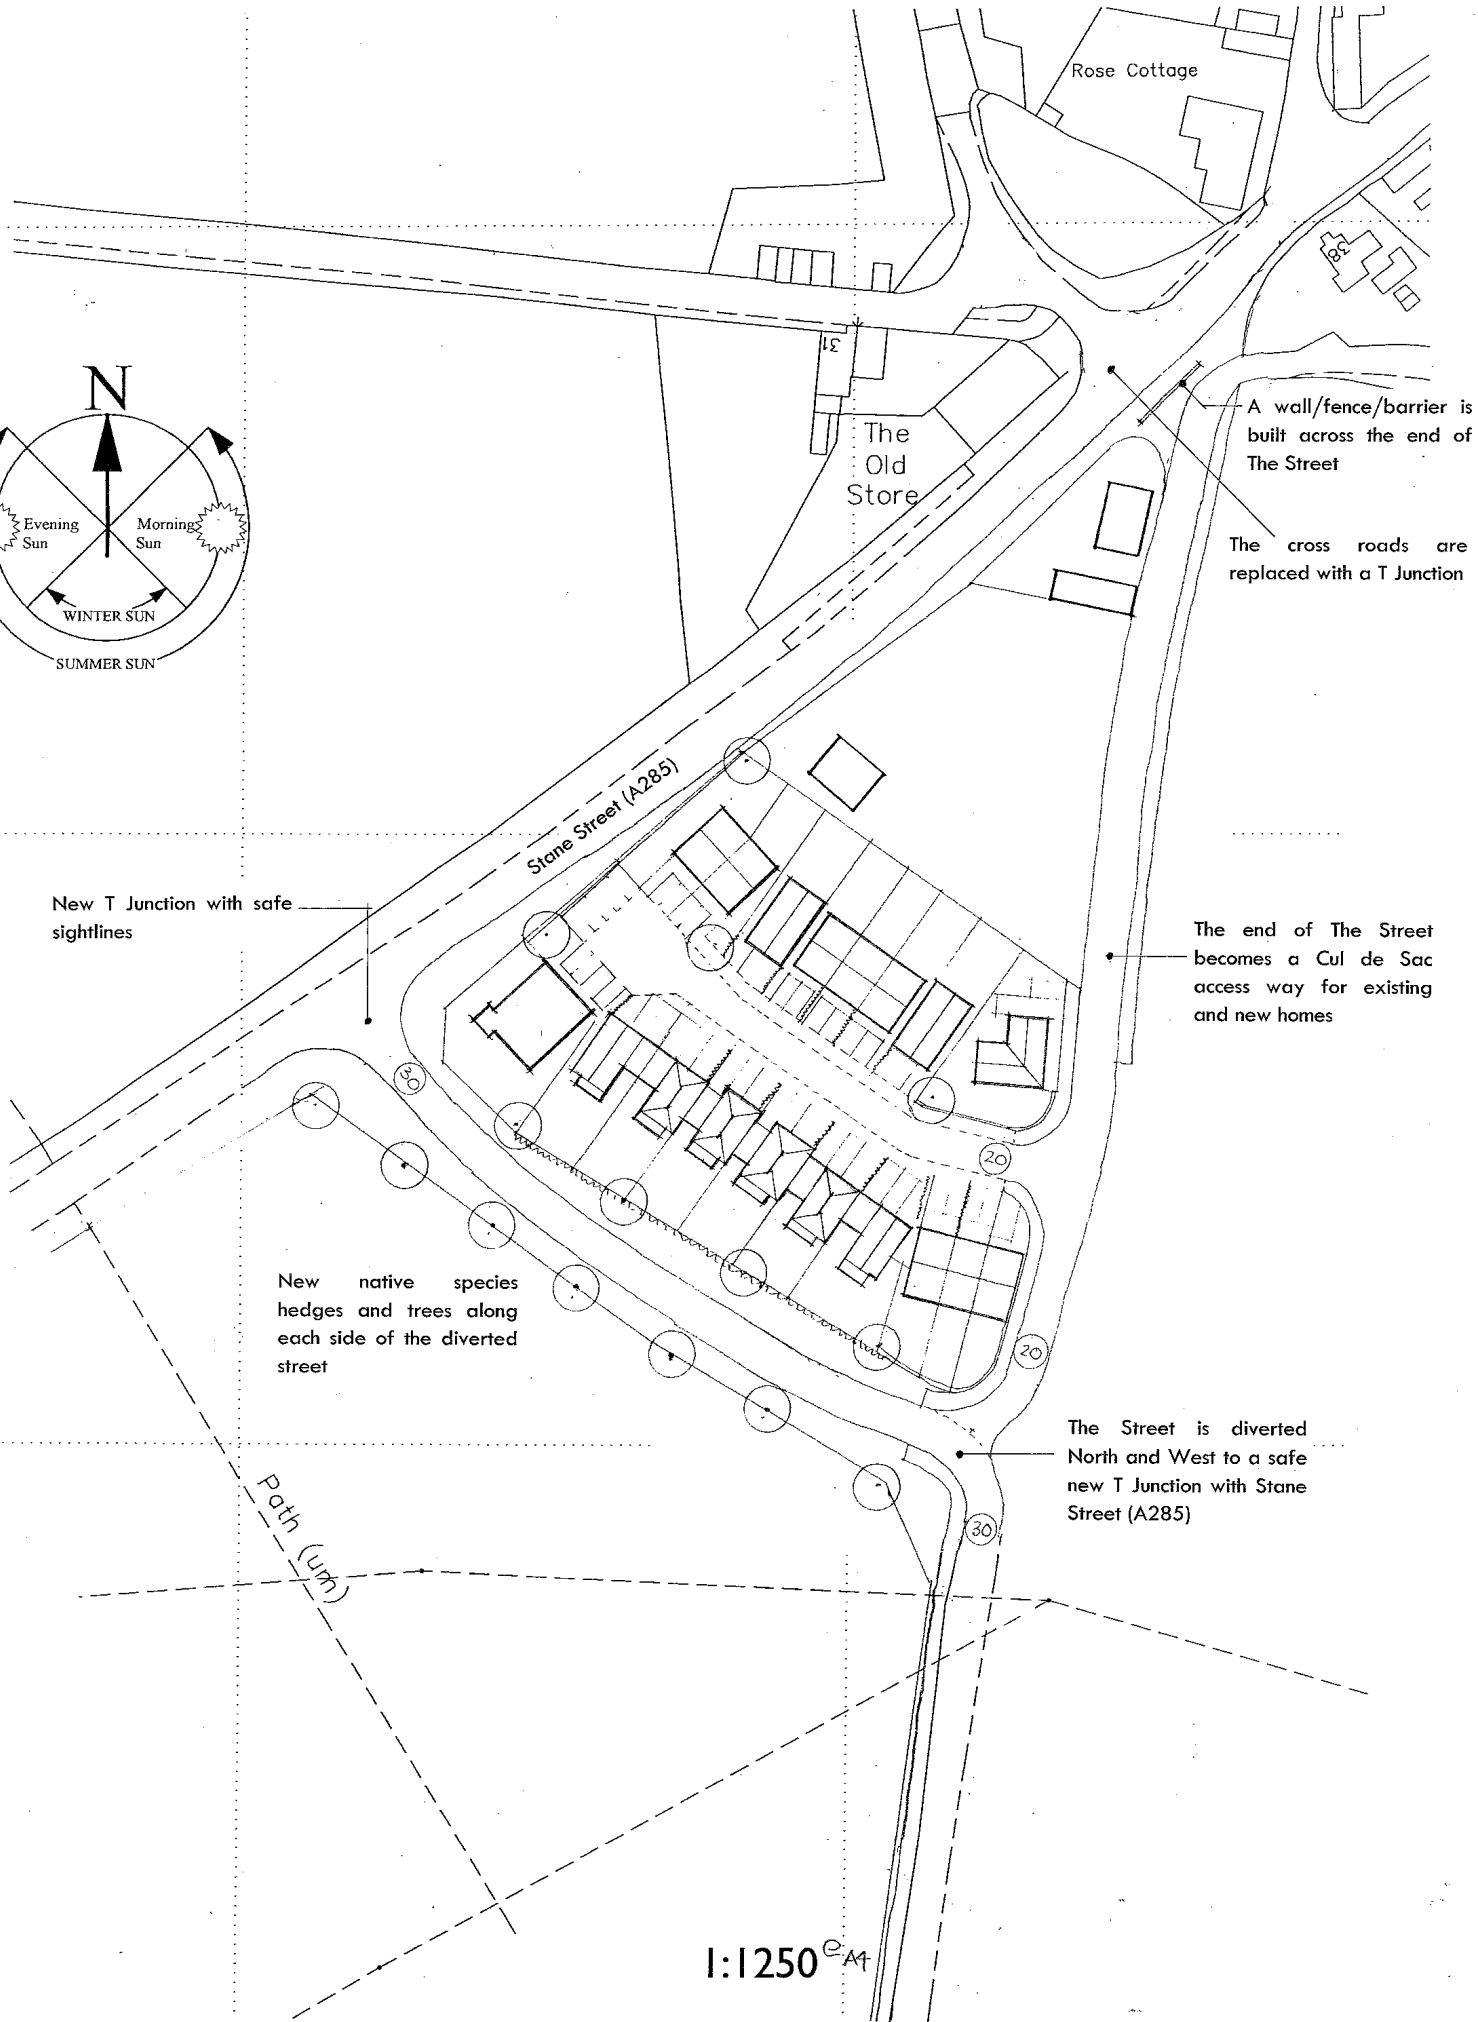 Rose Cottage
38
31
N
A wall/fence/barrier is
built across the end of
The Street
The
Old
Store
Evening
Sun
Morning
Sun
WINTER SUN
SUMMER SUN
The cross roads are
replaced with a T Junction
Stane Street (A285)
New T Junction with safe
sightlines
The end of The Street
becomes a Cul de Sac
access way for existing
and new homes
30
20
New native species
hedges and trees along
each side of the diverted
street
20
The Street is diverted
North and West to a safe
new T Junction with Stane
Street (A285)
30
Path (um)
1:1250 @ A4